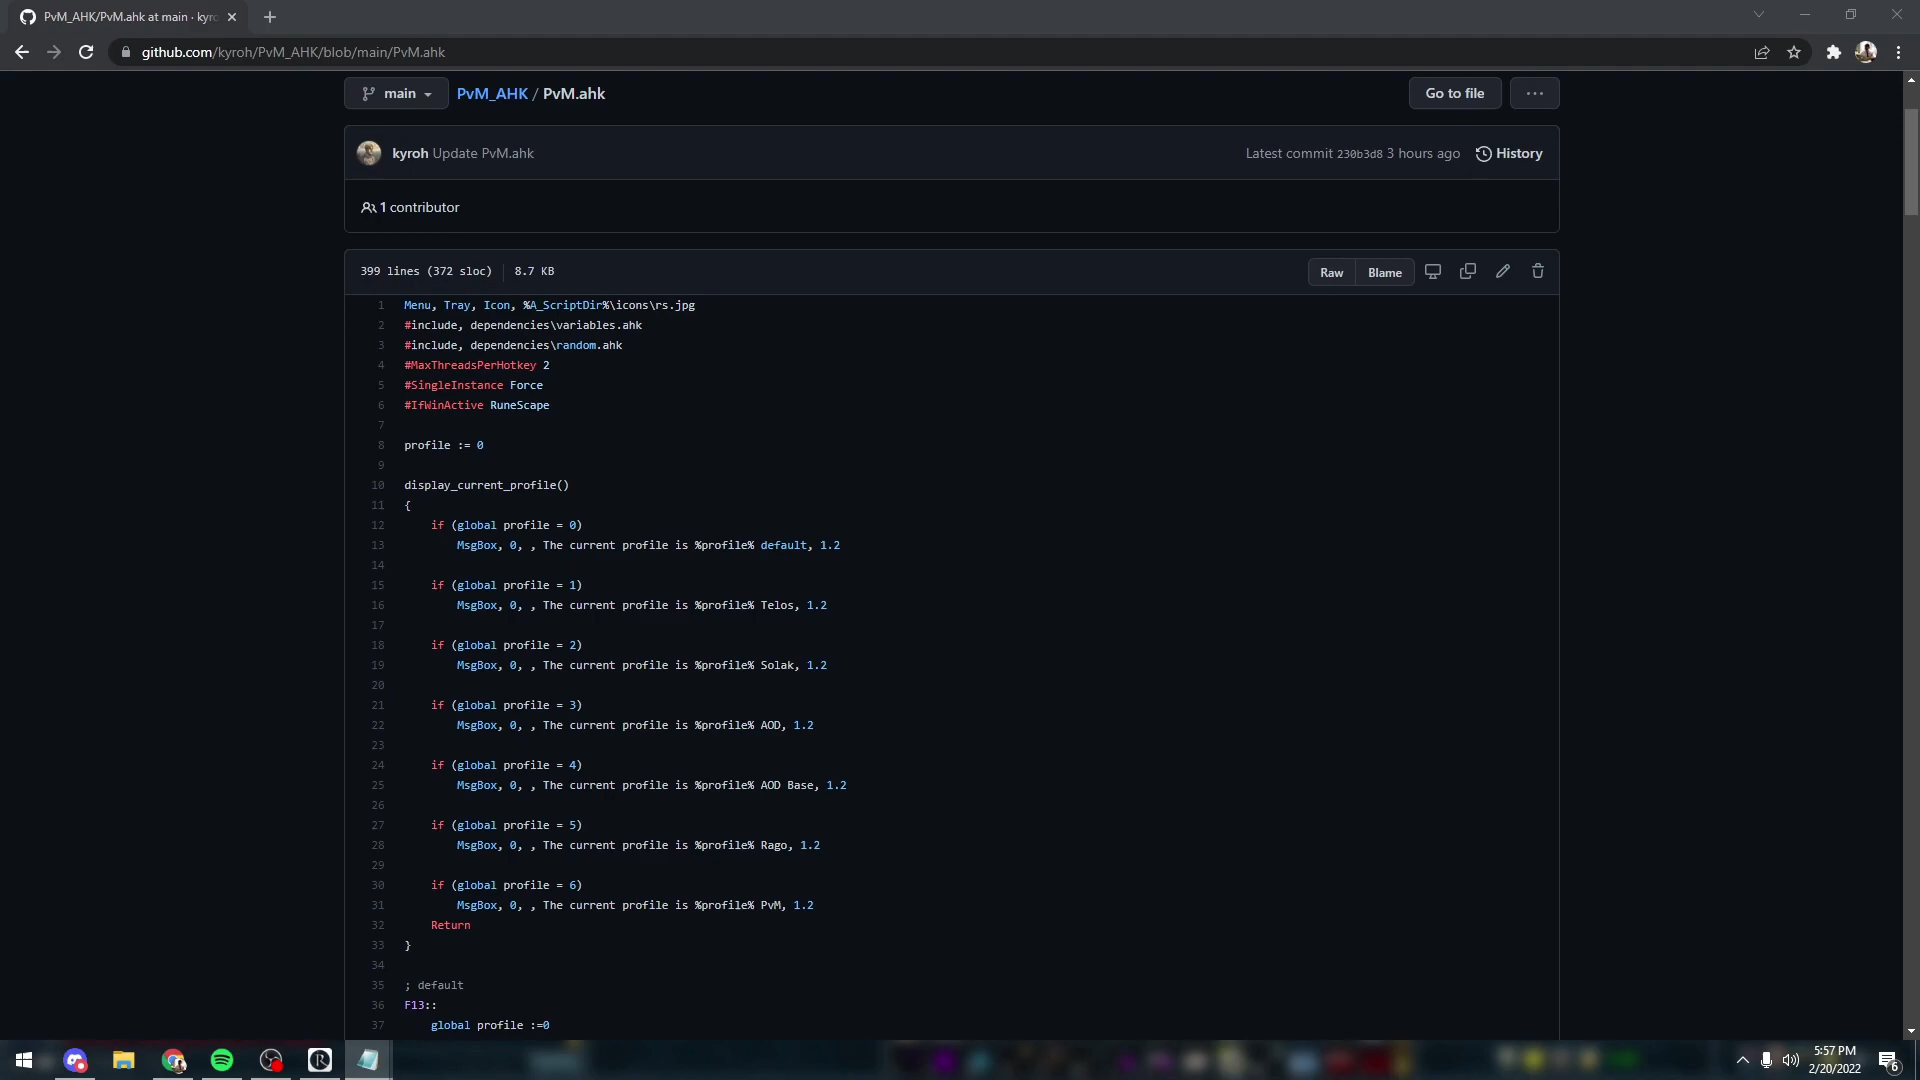 PvM_AHK/PvM.ahk at main · kyro
github.com/kyroh/PvM_AHK/blob/main/PvM.ahk
main PvM_AHK / PvM.ahk Go to file
kyroh Update PvM.ahk Latest commit 230b3d8 3 hours ago History
1 contributor
399 lines (372 sloc) 8.7 KB Raw Blame
1 Menu, Tray, Icon, %A_ScriptDir%\icons\rs.jpg
2 #include, dependencies\variables.ahk
3 #include, dependencies\random.ahk
4 #MaxThreadsPerHotkey 2
5 #SingleInstance Force
6 #IfWinActive RuneScape
7
8 profile := 0
9
10 display_current_profile()
11 {
12 if (global profile = 0)
13 MsgBox, 0, , The current profile is %profile% default, 1.2
14
15 if (global profile = 1)
16 MsgBox, 0, , The current profile is %profile% Telos, 1.2
17
18 if (global profile = 2)
19 MsgBox, 0, , The current profile is %profile% Solak, 1.2
20
21 if (global profile = 3)
22 MsgBox, 0, , The current profile is %profile% AOD, 1.2
23
24 if (global profile = 4)
25 MsgBox, 0, , The current profile is %profile% AOD Base, 1.2
26
27 if (global profile = 5)
28 MsgBox, 0, , The current profile is %profile% Rago, 1.2
29
30 if (global profile = 6)
31 MsgBox, 0, , The current profile is %profile% PvM, 1.2
32 Return
33 }
34
35 ; default
36 F13::
37 global profile :=0
5:57 PM
2/20/2022
6